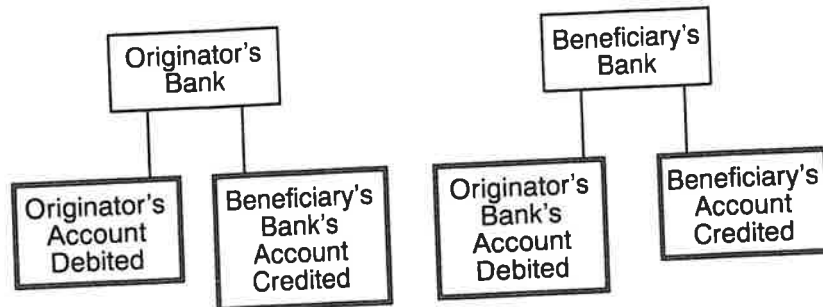 Originator's
Bank
Beneficiary's
Bank
Originator's
Account
Debited
Beneficiary's
Bank's
Account
Credited
Originator's
Bank's
Account
Debited
Beneficiary's
Account
Credited